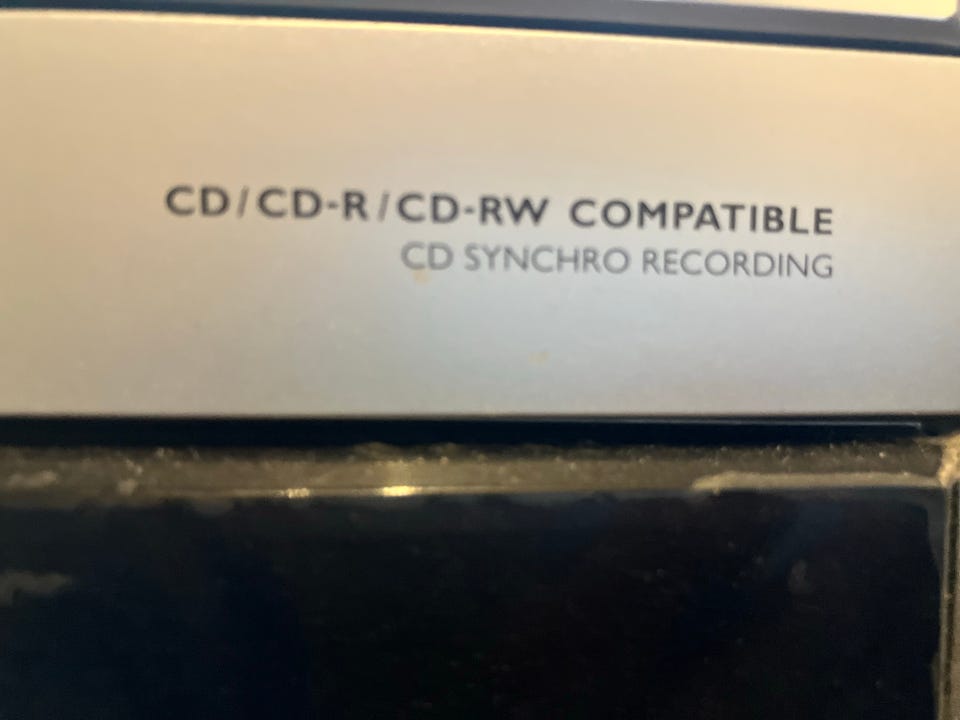 CD/CD-R/CD-RW COMPATIBLE
CD SYNCHRO RECORDING